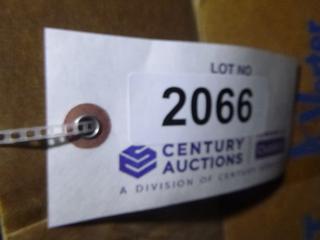 LOT NO
2066
CENTURY
AUCTIONS
A DIVISION OF CENTURY